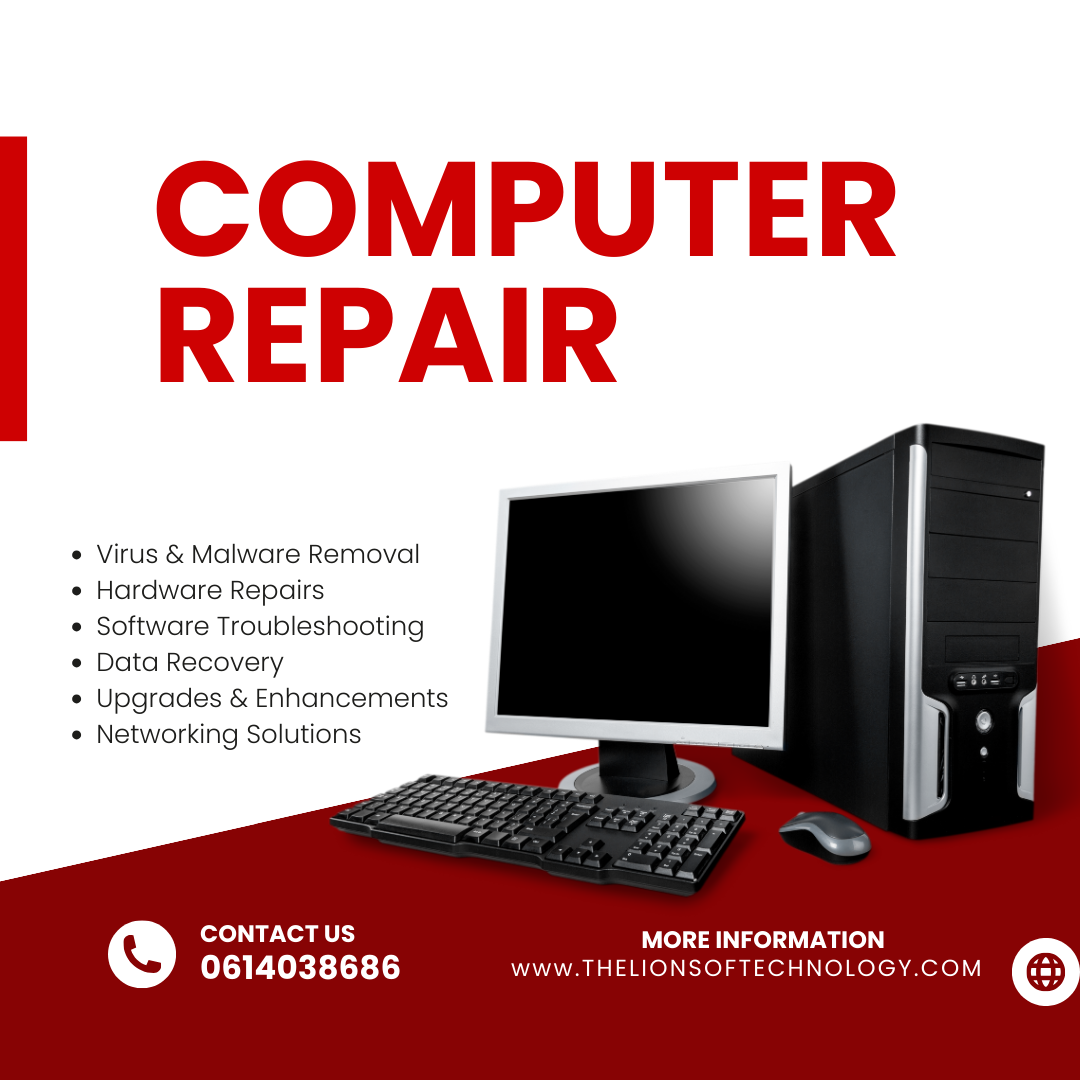 COMPUTER
REPAIR
• Virus & Malware Removal
• Hardware Repairs
• Software Troubleshooting
• Data Recovery
• Upgrades & Enhancements
• Networking Solutions
CONTACT US
0614038686
MORE INFORMATION
WWW.THELIONSOFTECHNOLOGY.COM